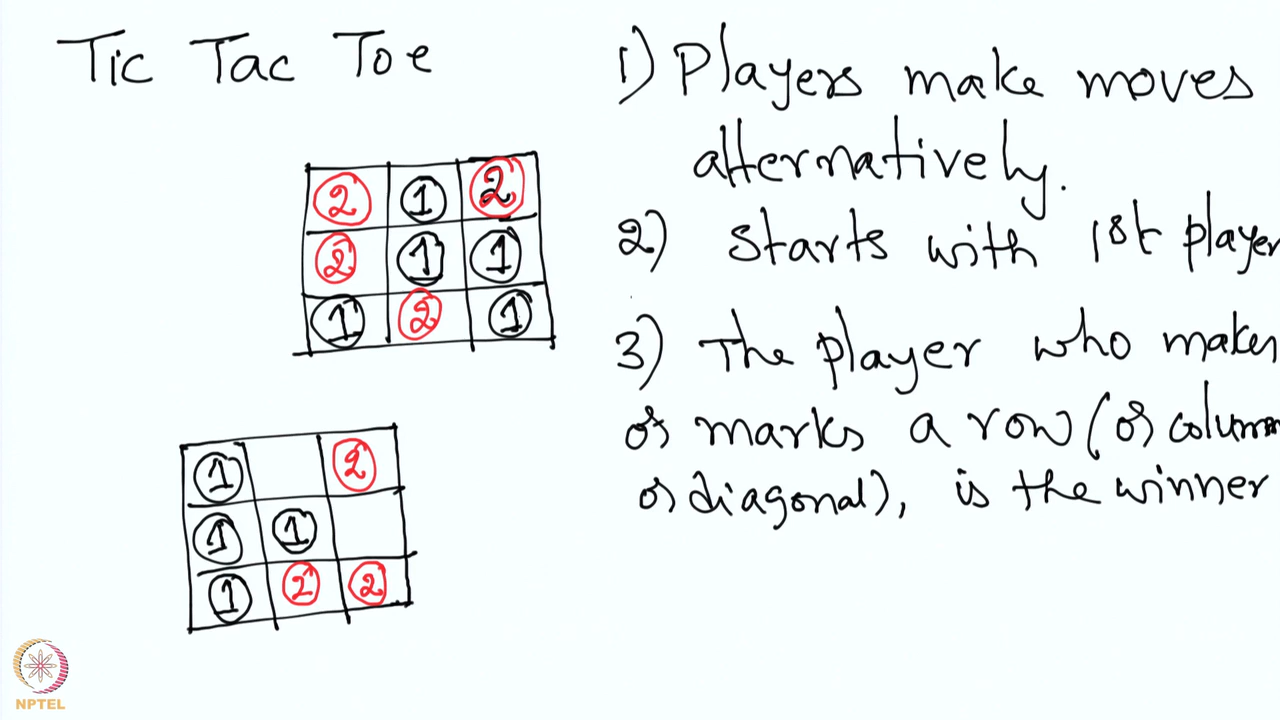 Tic Tac Toe
2 1 2
2 1 1
1 2 1
1 2
1 1
1 2 2
1) Players make moves
alternatively.
2) starts with 1st player
3) The player who makes
or marks a row (or column
or diagonal), is the winner
NPTEL